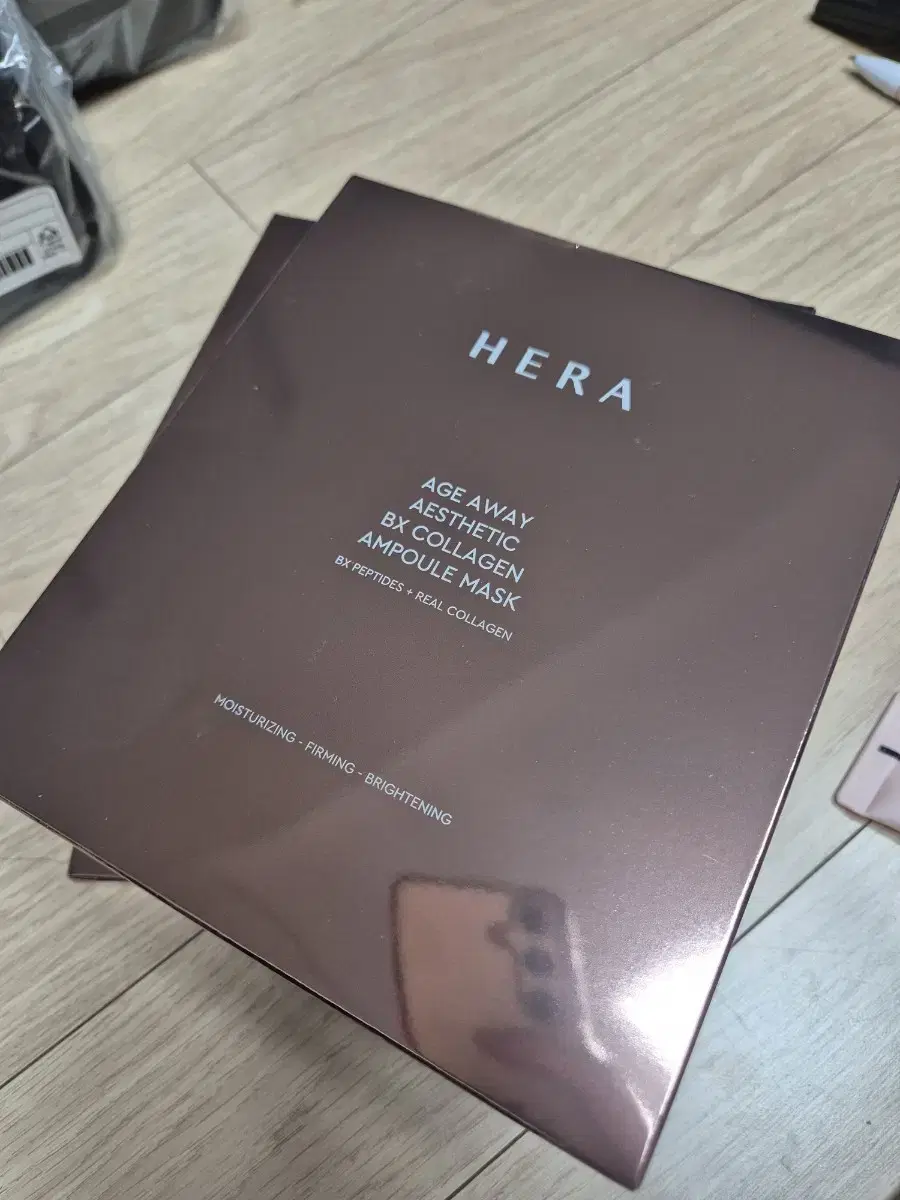 HERA
AGE AWAY
AESTHETIC
BX COLLAGEN
AMPOULE MASK
BX PEPTIDES + REAL COLLAGEN
MOISTURIZING - FIRMING - BRIGHTENING